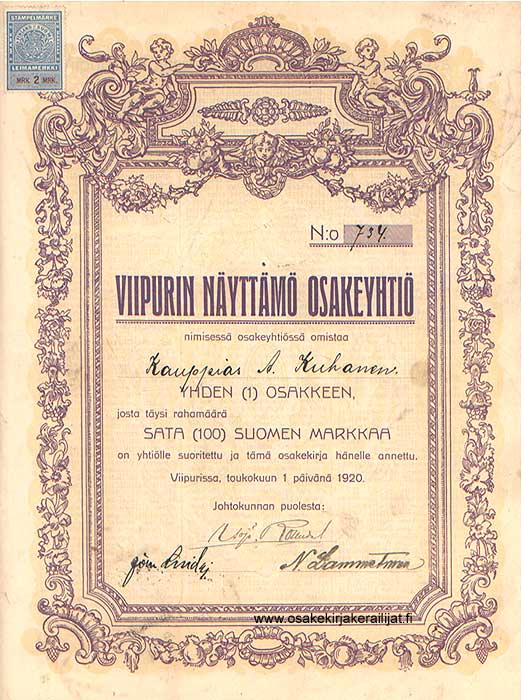 STAMPELMÄRKE
LEIMAMERKKI
MRK. 2 MRK.
N:o 734.
VIIPURIN NÄYTTÄMÖ OSAKEYHTIÖ
nimisessä osakeyhtiössä omistaa
Kauppias A. Kuhanen.
YHDEN (1) OSAKKEEN,
josta täysi rahamäärä
SATA (100) SUOMEN MARKKAA
on yhtiölle suoritettu ja tämä osakekirja hänelle annettu.
Viipurissa, toukokuun 1 päivänä 1920.
Johtokunnan puolesta:
www.osakekirjakerailijat.fi